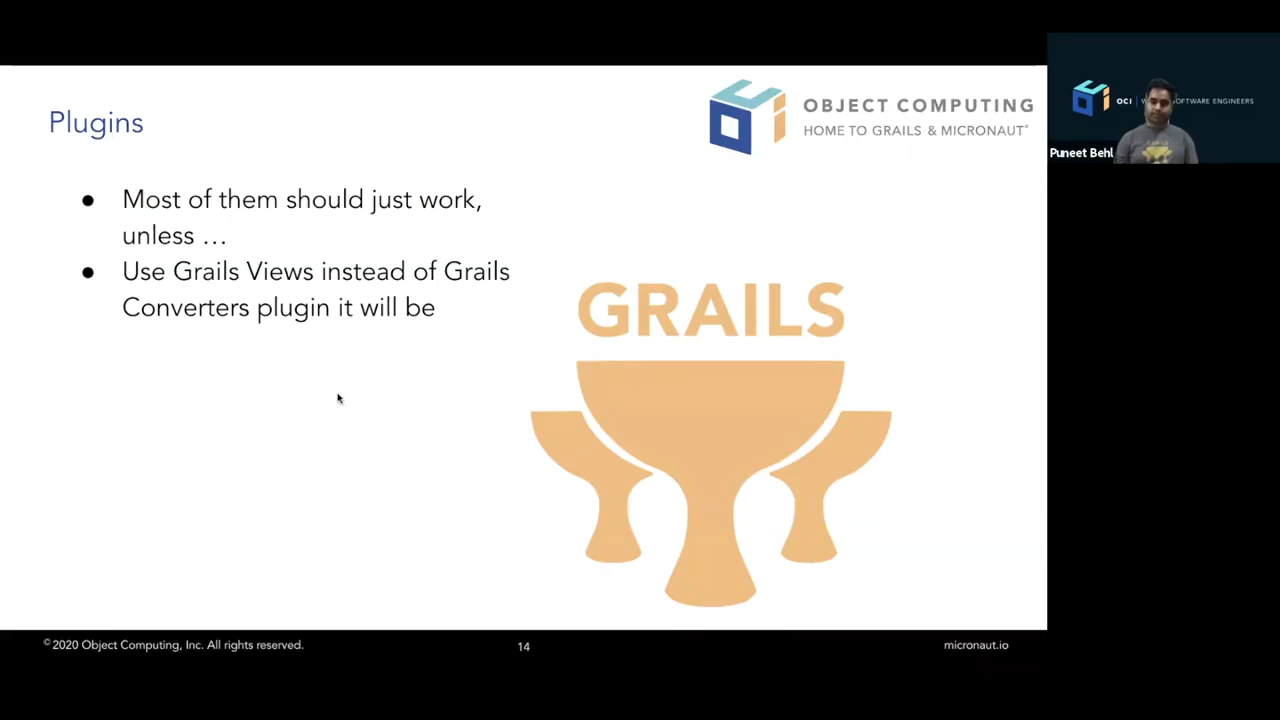 Plugins
OBJECT COMPUTING
HOME TO GRAILS & MICRONAUT®
● Most of them should just work,
unless …
● Use Grails Views instead of Grails
Converters plugin it will be
GRAILS
© 2020 Object Computing, Inc. All rights reserved.
14
micronaut.io
OCI
OFTWARE ENGINEERS
Puneet Behl